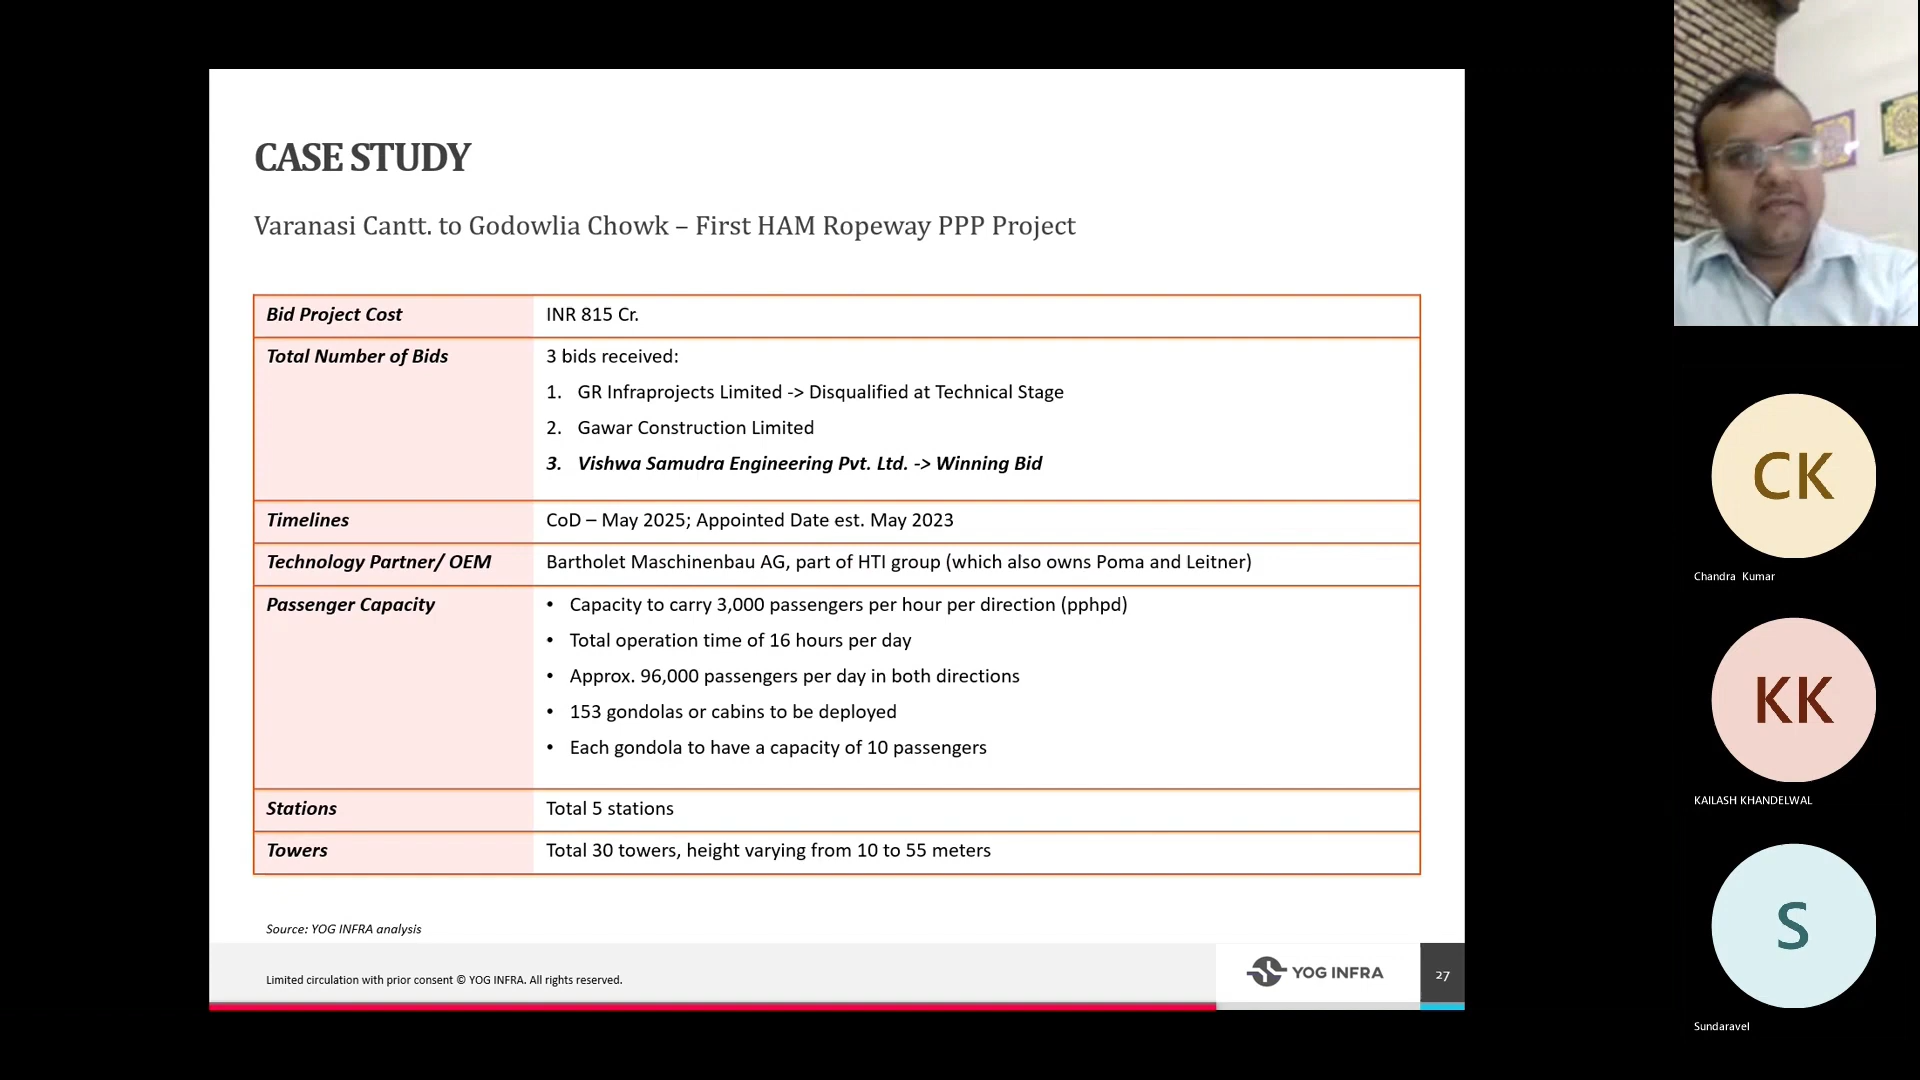 CASE STUDY
Varanasi Cantt. to Godowlia Chowk – First HAM Ropeway PPP Project
Bid Project Cost
INR 815 Cr.
Total Number of Bids
3 bids received:
1. GR Infraprojects Limited -> Disqualified at Technical Stage
2. Gawar Construction Limited
3. Vishwa Samudra Engineering Pvt. Ltd. -> Winning Bid
Timelines
CoD – May 2025; Appointed Date est. May 2023
Technology Partner/ OEM
Bartholet Maschinenbau AG, part of HTI group (which also owns Poma and Leitner)
Passenger Capacity
• Capacity to carry 3,000 passengers per hour per direction (pphpd)
• Total operation time of 16 hours per day
• Approx. 96,000 passengers per day in both directions
• 153 gondolas or cabins to be deployed
• Each gondola to have a capacity of 10 passengers
Stations
Total 5 stations
Towers
Total 30 towers, height varying from 10 to 55 meters
Source: YOG INFRA analysis
Limited circulation with prior consent © YOG INFRA. All rights reserved.
YOG INFRA
27
CK
Chandra Kumar
KK
KAILASH KHANDELWAL
S
Sundaravel